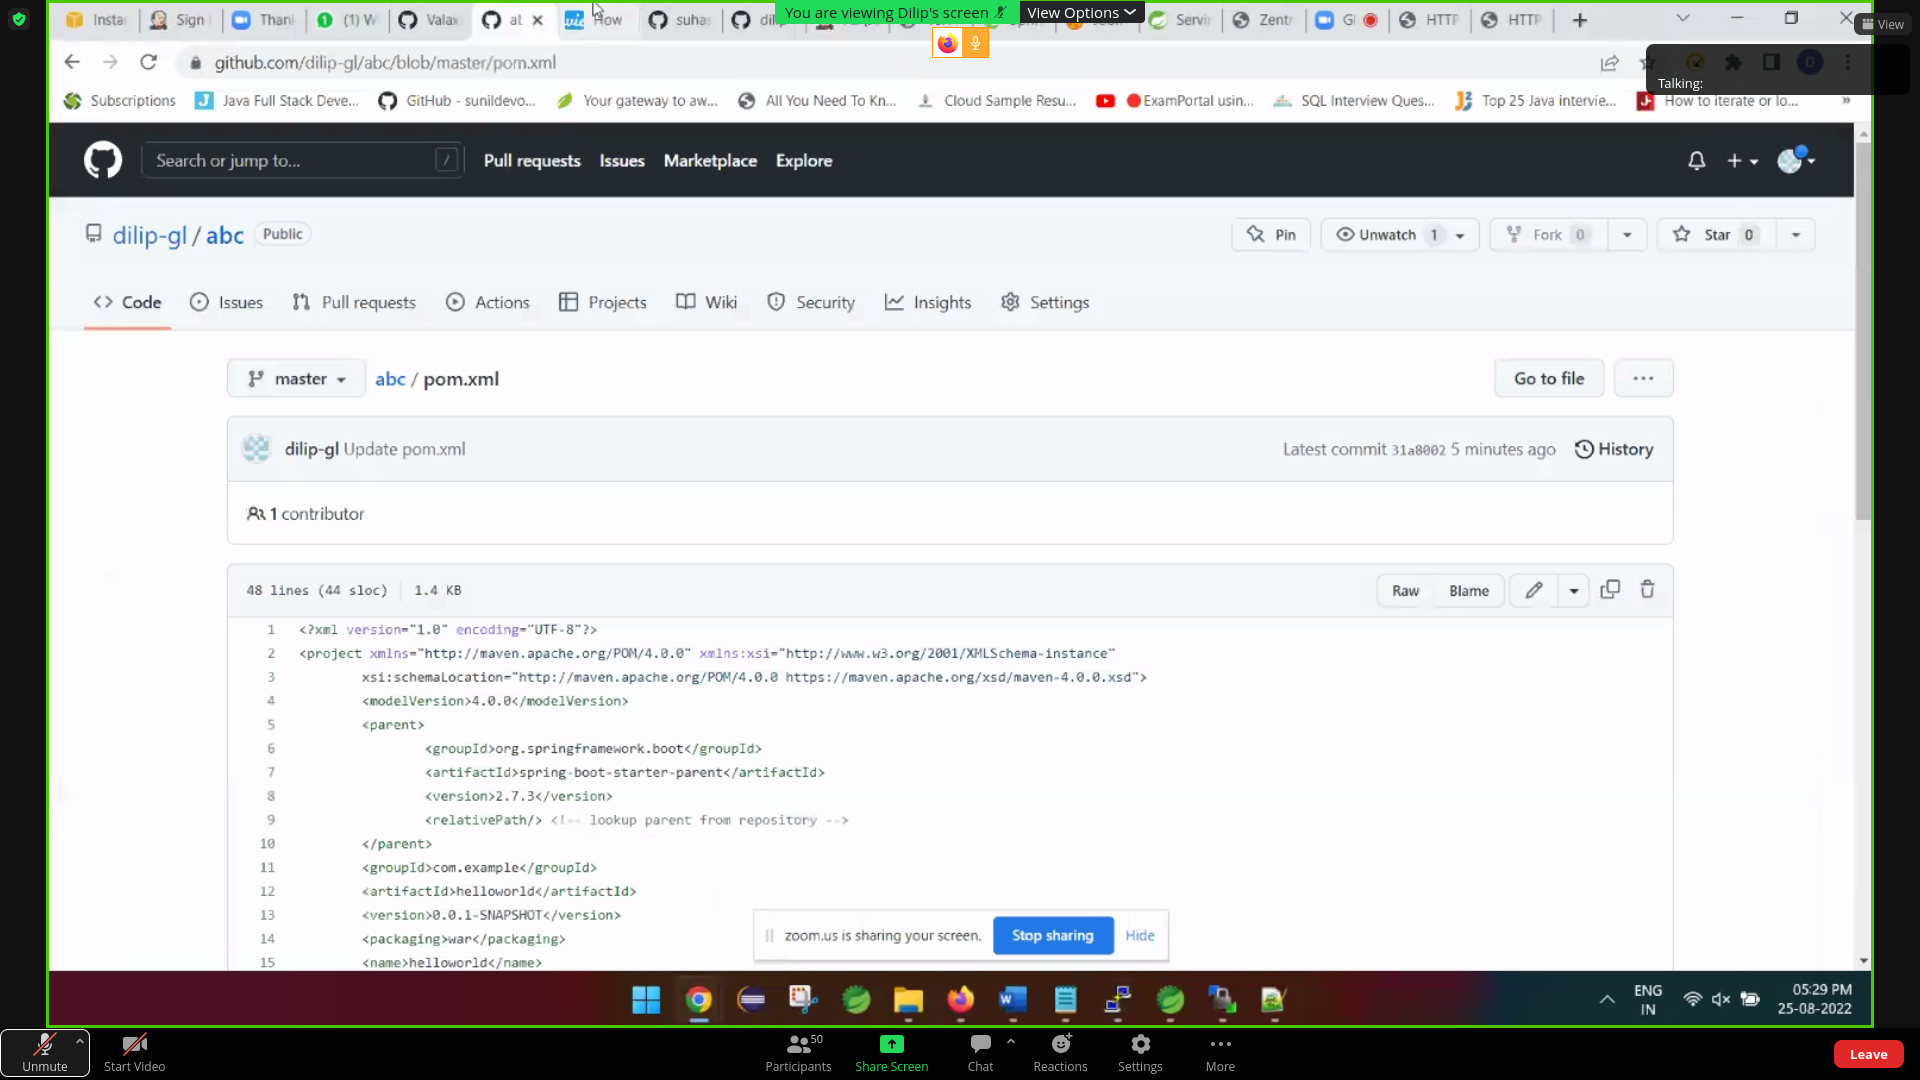 Insta
Sign
Than
(1) W
Valax
at
How
suha
dil
Servi
Zent
Gl
HTTP
HTTP
You are viewing Dilip's screen
View Options
View
github.com/dilip-gl/abc/blob/master/pom.xml
D
Talking:
Subscriptions
Java Full Stack Deve...
GitHub - sunildevo...
Your gateway to aw...
All You Need To Kn...
Cloud Sample Resu...
ExamPortal usin...
SQL Interview Ques...
Top 25 Java intervie...
How to iterate or lo...
»
Search or jump to...
/
Pull requests
Issues
Marketplace
Explore
dilip-gl / abc
Public
Pin
Unwatch 1
Fork 0
Star 0
Code
Issues
Pull requests
Actions
Projects
Wiki
Security
Insights
Settings
master
abc / pom.xml
Go to file
dilip-gl Update pom.xml
Latest commit 31a8002 5 minutes ago
History
1 contributor
48 lines (44 sloc)
1.4 KB
Raw
Blame
1 <?xml version="1.0" encoding="UTF-8"?>
2 <project xmlns="http://maven.apache.org/POM/4.0.0" xmlns:xsi="http://www.w3.org/2001/XMLSchema-instance"
3 xsi:schemaLocation="http://maven.apache.org/POM/4.0.0 https://maven.apache.org/xsd/maven-4.0.0.xsd">
4 <modelVersion>4.0.0</modelVersion>
5 <parent>
6 <groupId>org.springframework.boot</groupId>
7 <artifactId>spring-boot-starter-parent</artifactId>
8 <version>2.7.3</version>
9 <relativePath/> <!-- lookup parent from repository -->
10 </parent>
11 <groupId>com.example</groupId>
12 <artifactId>helloworld</artifactId>
13 <version>0.0.1-SNAPSHOT</version>
14 <packaging>war</packaging>
15 <name>helloworld</name>
zoom.us is sharing your screen.
Stop sharing
Hide
ENG
IN
05:29 PM
25-08-2022
Unmute
Start Video
Participants
50
Share Screen
Chat
Reactions
Settings
More
Leave